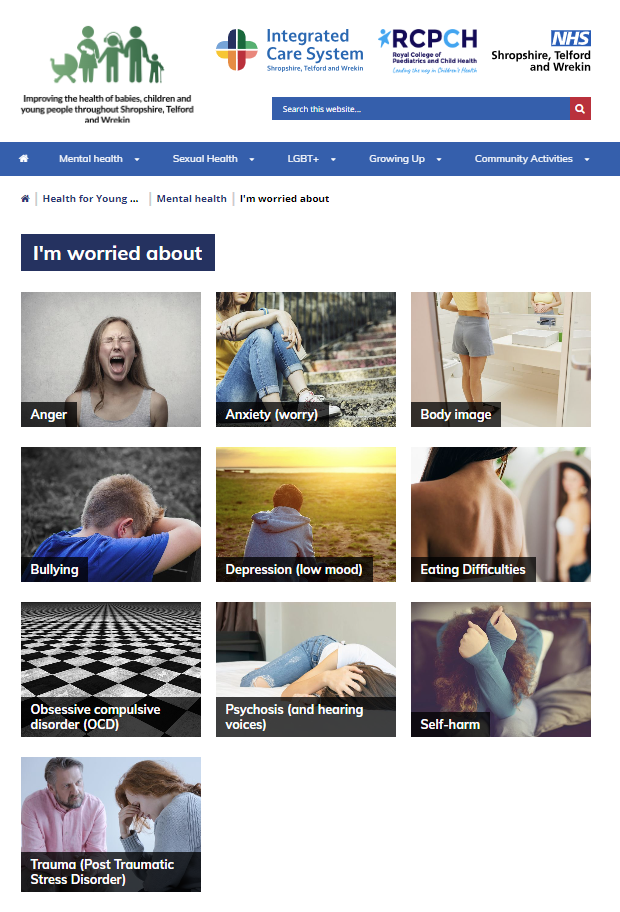 Integrated
Care System
Shropshire, Telford and Wrekin
RCPCH
Royal College of
Paediatrics and Child Health
Leading the way in Children's Health
NHS
Shropshire, Telford
and Wrekin
Improving the health of babies, children and
young people throughout Shropshire, Telford
and Wrekin
Search this website...
Mental health Sexual Health LGBT+ Growing Up Community Activities
Health for Young ... Mental health I'm worried about
I'm worried about
Anger
Anxiety (worry)
Body image
Bullying
Depression (low mood)
Eating Difficulties
Obsessive compulsive
disorder (OCD)
Psychosis (and hearing
voices)
Self-harm
Trauma (Post Traumatic
Stress Disorder)